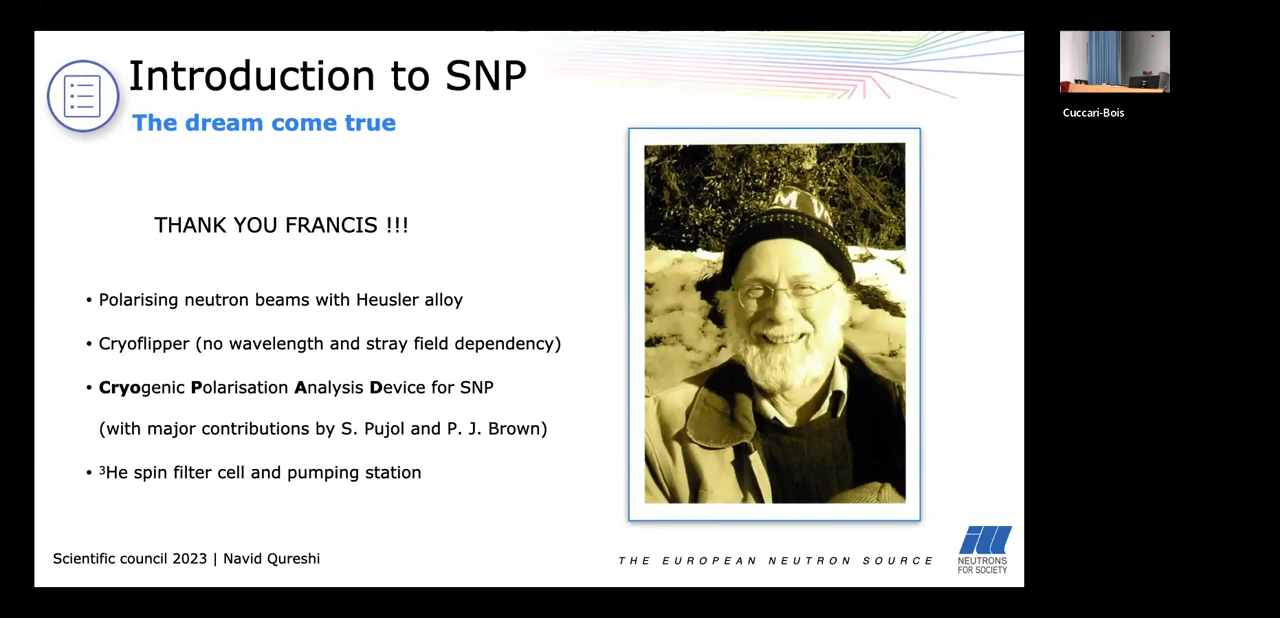 Introduction to SNP
The dream come true
THANK YOU FRANCIS !!!
• Polarising neutron beams with Heusler alloy
• Cryoflipper (no wavelength and stray field dependency)
• Cryogenic Polarisation Analysis Device for SNP
(with major contributions by S. Pujol and P. J. Brown)
• ³He spin filter cell and pumping station
Scientific council 2023 | Navid Qureshi
THE EUROPEAN NEUTRON SOURCE
ill
NEUTRONS
FOR SOCIETY
Cuccari-Bois